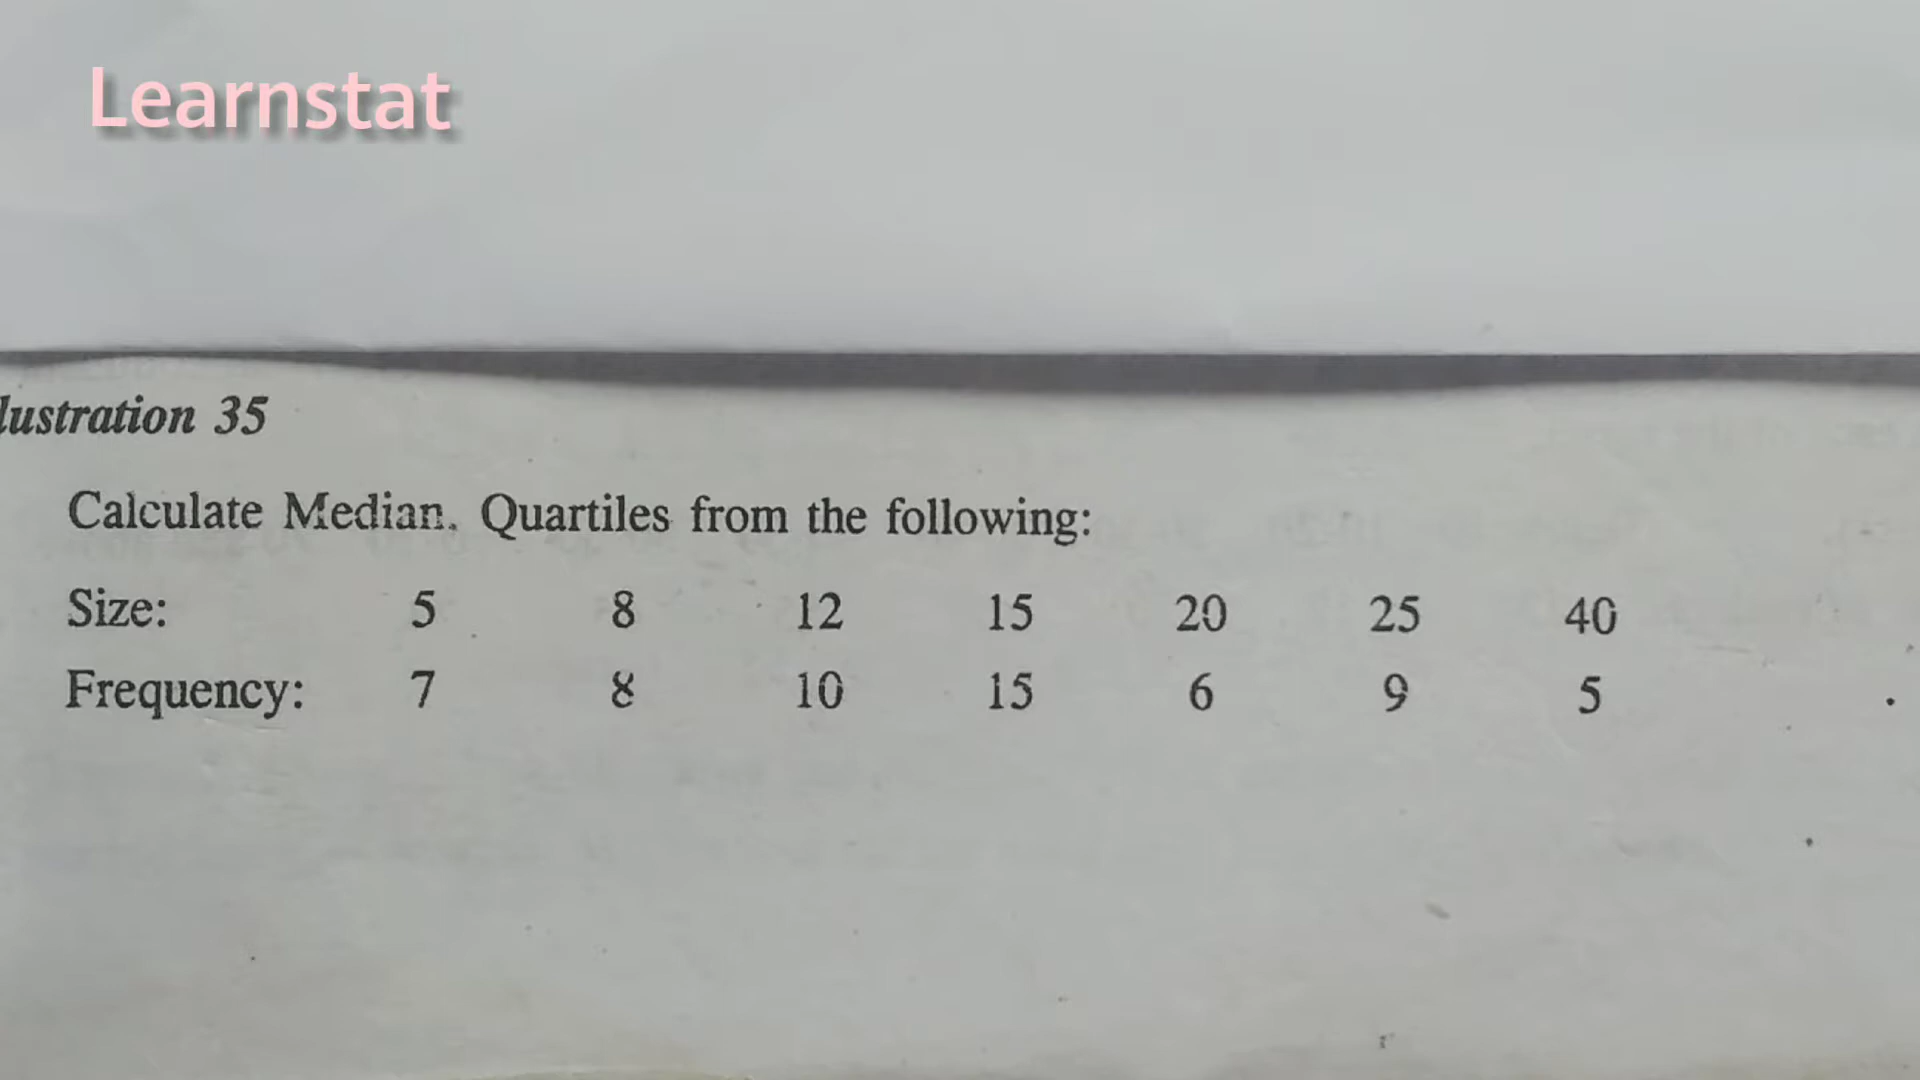 Learnstat
lustration 35
Calculate Median. Quartiles from the following:
Size: 5 8 12 15 20 25 40
Frequency: 7 8 10 15 6 9 5